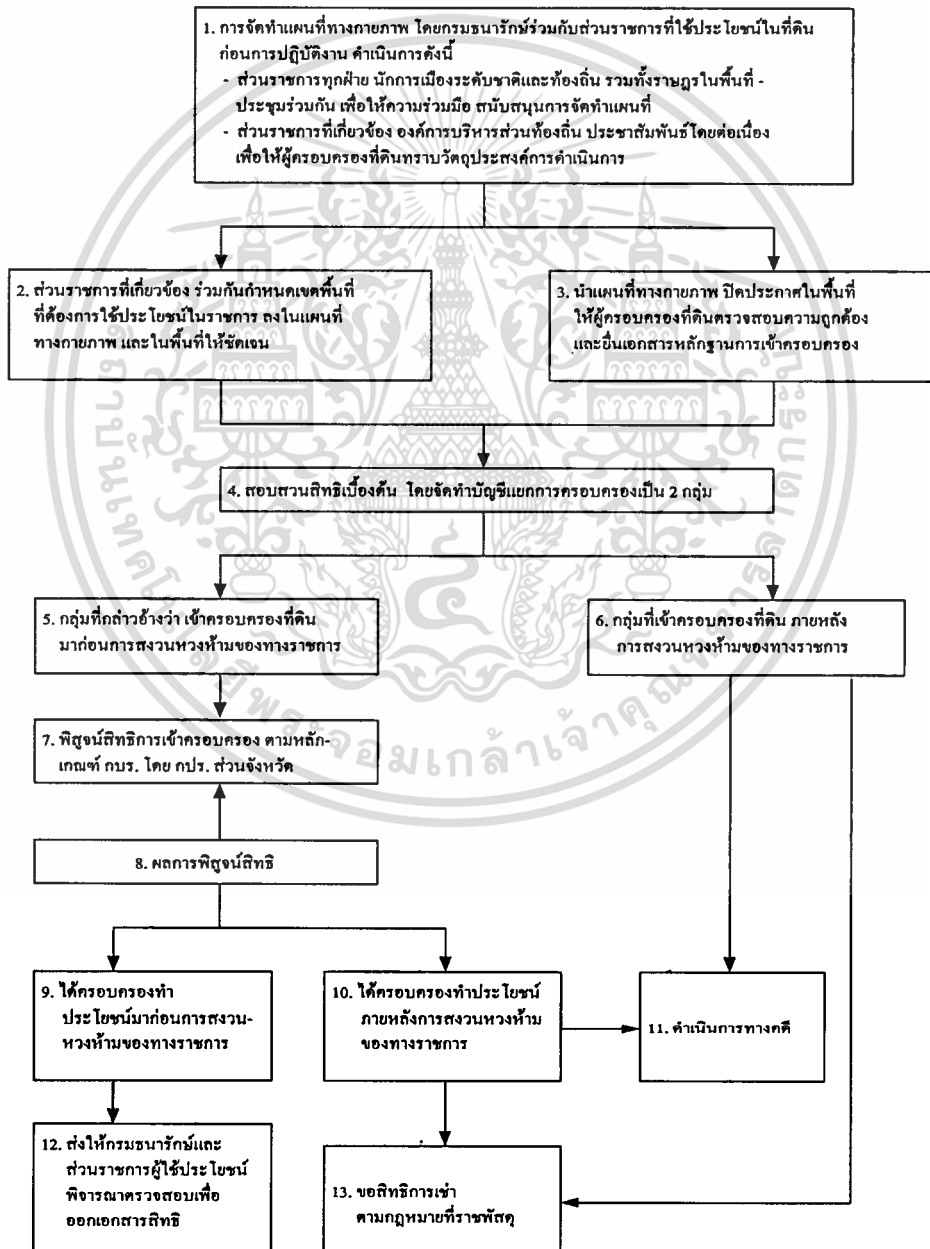 1. การจัดทำแผนที่ทางกายภาพ โดยกรมธนารักษ์ร่วมกับส่วนราชการที่ใช้ประโยชน์ในที่ดิน
ก่อนการปฏิบัติงาน ดำเนินการดังนี้
- ส่วนราชการทุกฝ่าย นักการเมืองระดับชาติและท้องถิ่น รวมทั้งราษฎรในพื้นที่ -
ประชุมร่วมกัน เพื่อให้ความร่วมมือ สนับสนุนการจัดทำแผนที่
- ส่วนราชการที่เกี่ยวข้อง องค์การบริหารส่วนท้องถิ่น ประชาสัมพันธ์โดยต่อเนื่อง
เพื่อให้ผู้ครอบครองที่ดินทราบวัตถุประสงค์การดำเนินการ
2. ส่วนราชการที่เกี่ยวข้อง ร่วมกันกำหนดเขตพื้นที่
ที่ต้องการใช้ประโยชน์ในราชการ ลงในแผนที่
ทางกายภาพ และในพื้นที่ให้ชัดเจน
3. นำแผนที่ทางกายภาพ ปิดประกาศในพื้นที่
ให้ผู้ครอบครองที่ดินตรวจสอบความถูกต้อง
และยื่นเอกสารหลักฐานการเข้าครอบครอง
4. สอบสวนสิทธิเบื้องต้น โดยจัดทำบัญชีแยกการครอบครองเป็น 2 กลุ่ม
5. กลุ่มที่กล่าวอ้างว่า เข้าครอบครองที่ดิน
มาก่อนการสงวนหวงห้ามของทางราชการ
6. กลุ่มที่เข้าครอบครองที่ดิน ภายหลัง
การสงวนหวงห้ามของทางราชการ
7. พิสูจน์สิทธิการเข้าครอบครอง ตามหลัก-
เกณฑ์ กบร. โดย กปร. ส่วนจังหวัด
8. ผลการพิสูจน์สิทธิ
9. ได้ครอบครองทำ
ประโยชน์มาก่อนการสงวน-
หวงห้ามของทางราชการ
10. ได้ครอบครองทำประโยชน์
ภายหลังการสงวนหวงห้าม
ของทางราชการ
11. ดำเนินการทางคดี
12. ส่งให้กรมธนารักษ์และ
ส่วนราชการผู้ใช้ประโยชน์
พิจารณาตรวจสอบเพื่อ
ออกเอกสารสิทธิ
13. ขอสิทธิการเช่า
ตามกฎหมายที่ราชพัสดุ
สถาบันเทคโนโลยีพระจอมเกล้าเจ้าคุณทหารลาดกระบัง